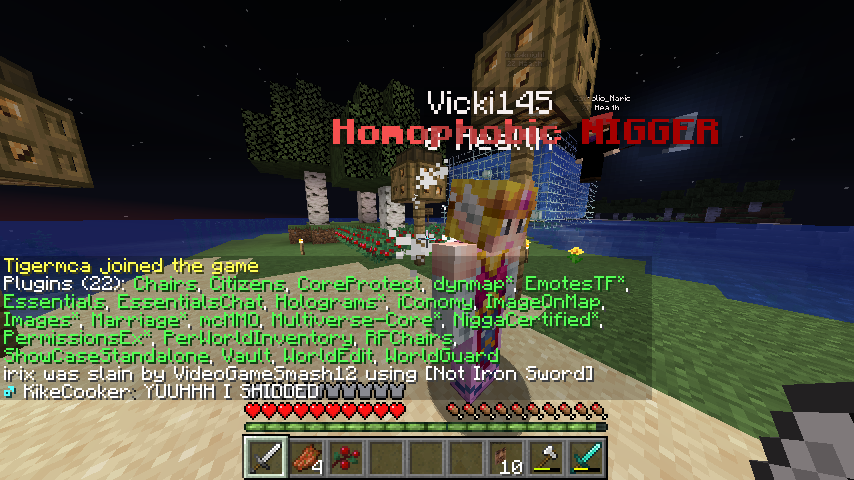 Vicki145
Homophobic NIGGER
Health
Tigermca joined the game
Plugins (22): Chairs, Citizens, CoreProtect, dynmap*, EmotesTF*,
Essentials, EssentialsChat, Holograms*, iConomy, ImageOnMap,
Images*, Marriage*, mcMMO, Multiverse-Core*, NiggaCertified*,
PermissionsEx*, PerWorldInventory, RFChairs,
ShowCaseStandalone, Vault, WorldEdit, WorldGuard
irix was slain by VideoGameSmash12 using [Not Iron Sword]
♂ KikeCooker: YUUHHH I SHIDDED
4
10